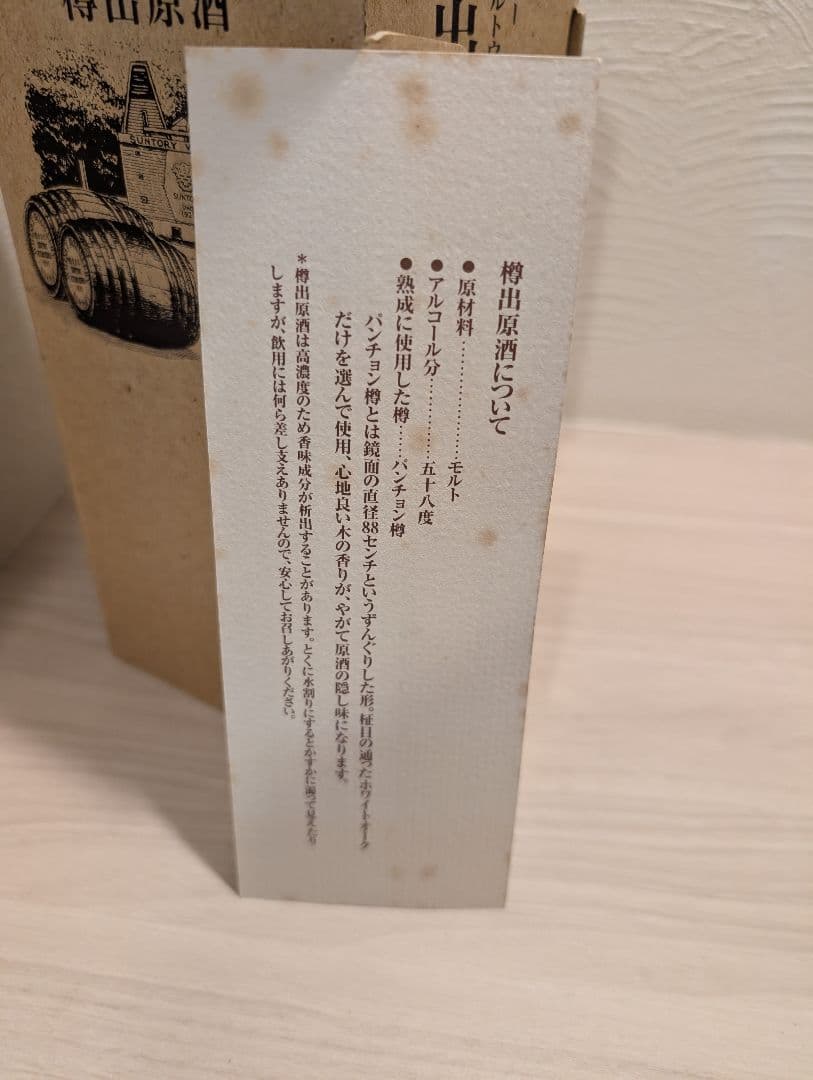 樽出原酒について
●原材料…………………モルト
●アルコール分……………五十八度
●熟成に使用した樽……パンチョン樽
パンチョン樽とは鏡面の直径88センチというずんぐりした形。柾目の通ったホワイトオーク
だけを選んで使用、心地良い木の香りが、やがて原酒の隠し味になります。
*樽出原酒は高濃度のため香味成分が析出することがあります。とくに水割りにするとかすかに濁って見えたり
しますが、飲用には何ら差し支えありませんので、安心してお召しあがりください。
樽出原酒
SUNTORY